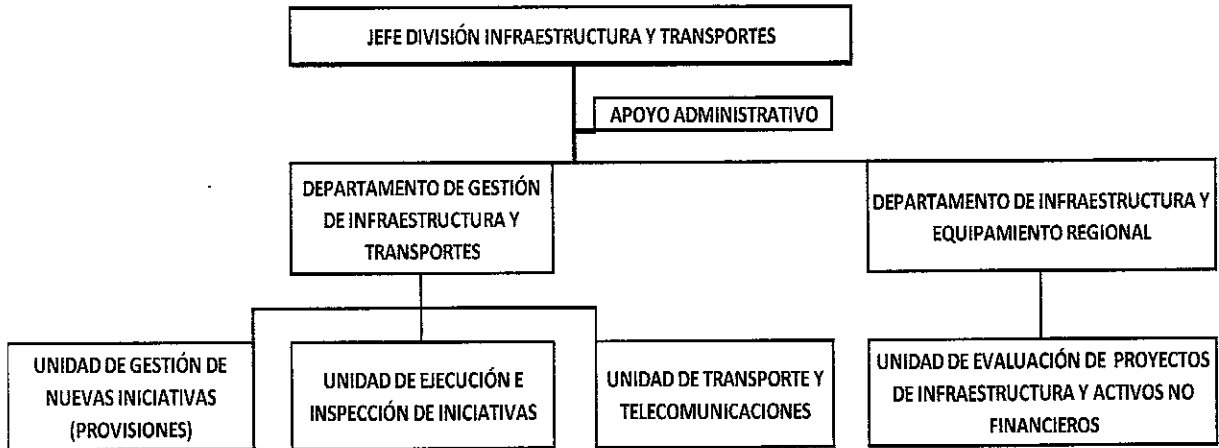 JEFE DIVISIÓN INFRAESTRUCTURA Y TRANSPORTES
APOYO ADMINISTRATIVO
DEPARTAMENTO DE GESTIÓN
DE INFRAESTRUCTURA Y
TRANSPORTES
DEPARTAMENTO DE INFRAESTRUCTURA Y
EQUIPAMIENTO REGIONAL
UNIDAD DE GESTIÓN DE
NUEVAS INICIATIVAS
(PROVISIONES)
UNIDAD DE EJECUCIÓN E
INSPECCIÓN DE INICIATIVAS
UNIDAD DE TRANSPORTE Y
TELECOMUNICACIONES
UNIDAD DE EVALUACIÓN DE PROYECTOS
DE INFRAESTRUCTURA Y ACTIVOS NO
FINANCIEROS